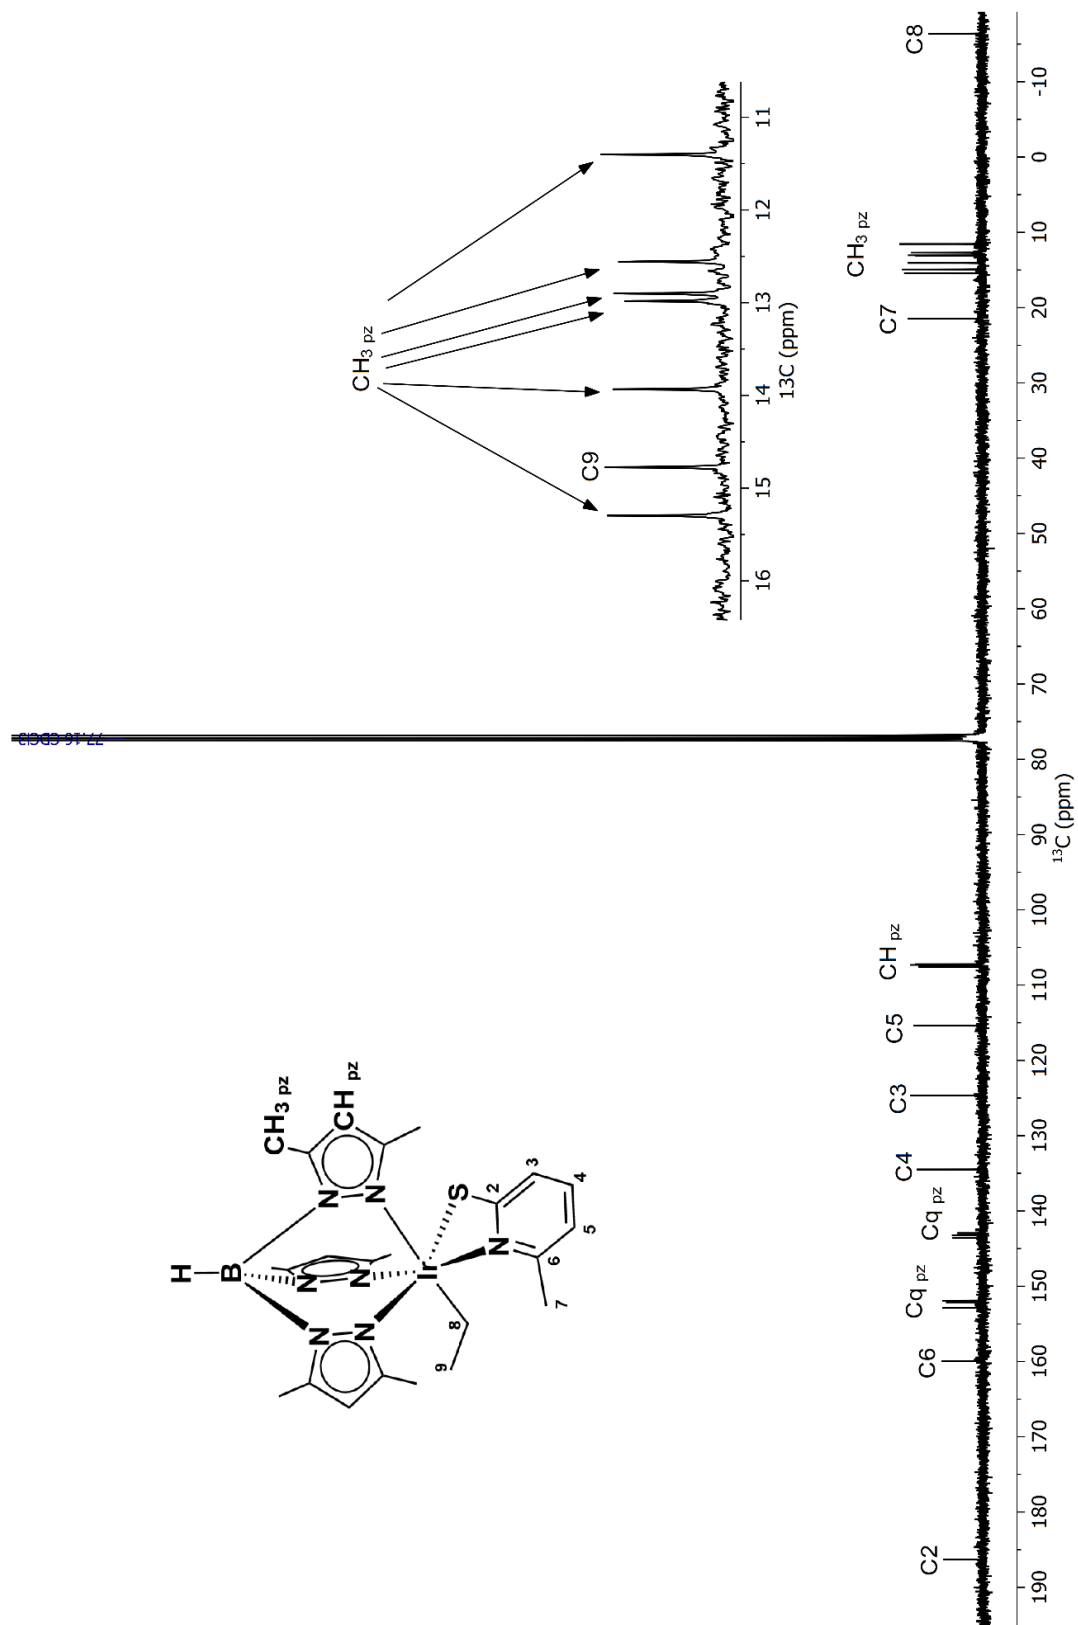 77.16 CDCl3
H
B
N
N
N
N
N
N
Ir
N
S
CH3 pz
CH pz
2
3
4
5
6
7
8
9
CH3 pz
C9
16
15
14
13
12
11
13C (ppm)
C2
C6
Cq pz
Cq pz
C4
C3
C5
CH pz
C7
CH3 pz
C8
190
180
170
160
150
140
130
120
110
100
90
80
70
60
50
40
30
20
10
0
-10
13C (ppm)